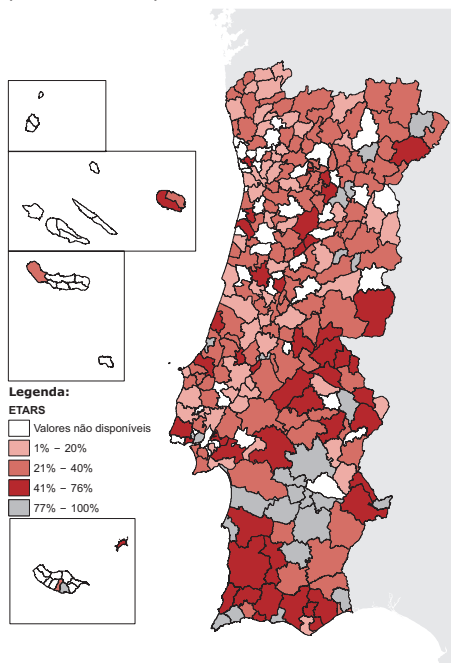 Legenda:
ETARS
Valores não disponíveis
1% – 20%
21% – 40%
41% – 76%
77% – 100%